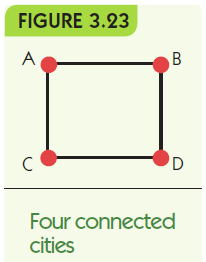 FIGURE 3.23
A B
C D
Four connected
cities